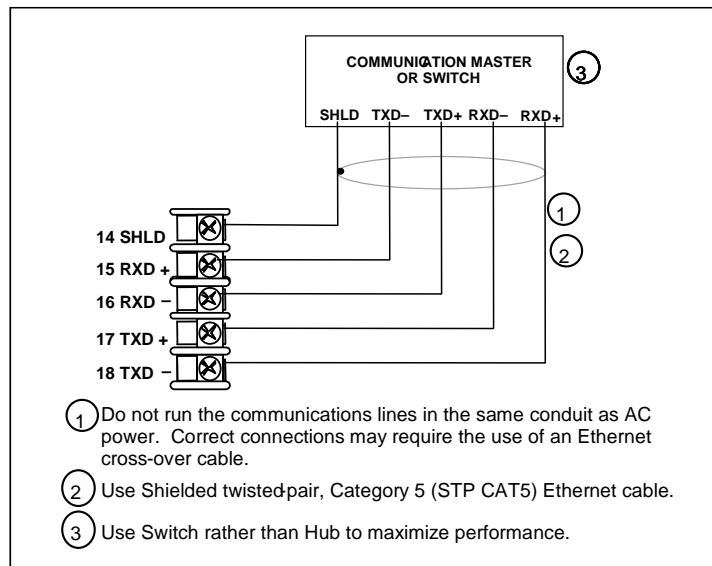 COMMUNICATION MASTER
OR SWITCH
3
SHLD TXD– TXD+ RXD– RXD+
1
2
14 SHLD
15 RXD +
16 RXD –
17 TXD +
18 TXD –
1 Do not run the communications lines in the same conduit as AC
power. Correct connections may require the use of an Ethernet
cross-over cable.
2 Use Shielded twisted-pair, Category 5 (STP CAT5) Ethernet cable.
3 Use Switch rather than Hub to maximize performance.